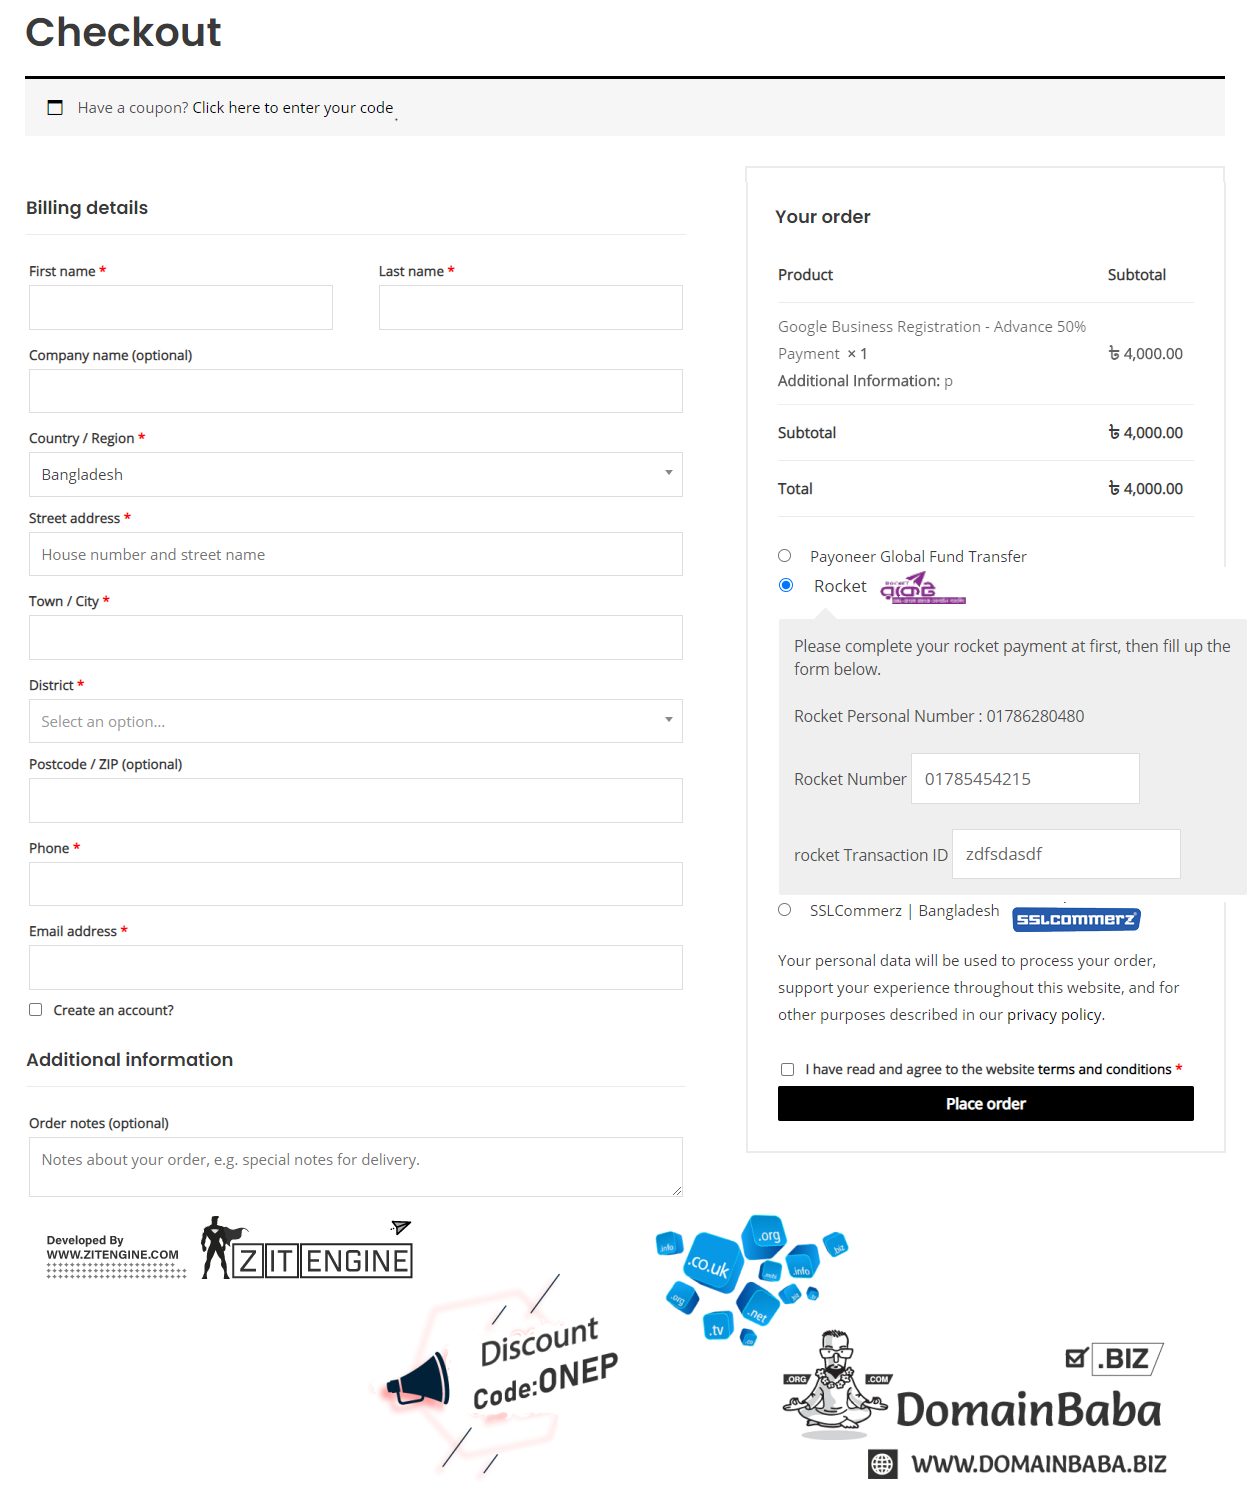 Checkout
Have a coupon? Click here to enter your code
Billing details
First name *
Last name *
Company name (optional)
Country / Region *
Bangladesh
Street address *
House number and street name
Town / City *
District *
Select an option...
Postcode / ZIP (optional)
Phone *
Email address *
Create an account?
Additional information
Order notes (optional)
Notes about your order, e.g. special notes for delivery.
Your order
Product Subtotal
Google Business Registration - Advance 50%
Payment × 1 ৳ 4,000.00
Additional Information: p
Subtotal ৳ 4,000.00
Total ৳ 4,000.00
Payoneer Global Fund Transfer
Rocket
ROCKET
রকেট
Please complete your rocket payment at first, then fill up the
form below.
Rocket Personal Number : 01786280480
Rocket Number 01785454215
rocket Transaction ID zdfsdasdf
SSLCommerz | Bangladesh SSLCOMMERZ
Your personal data will be used to process your order,
support your experience throughout this website, and for
other purposes described in our privacy policy.
I have read and agree to the website terms and conditions *
Place order
Developed By
WWW.ZITENGINE.COM
ZIT ENGINE
Discount
Code:ONEP
.info
.org
.biz
.co.uk
.info
.org
.net
.tv
.BIZ
.ORG
.COM
DomainBaba
WWW.DOMAINBABA.BIZ